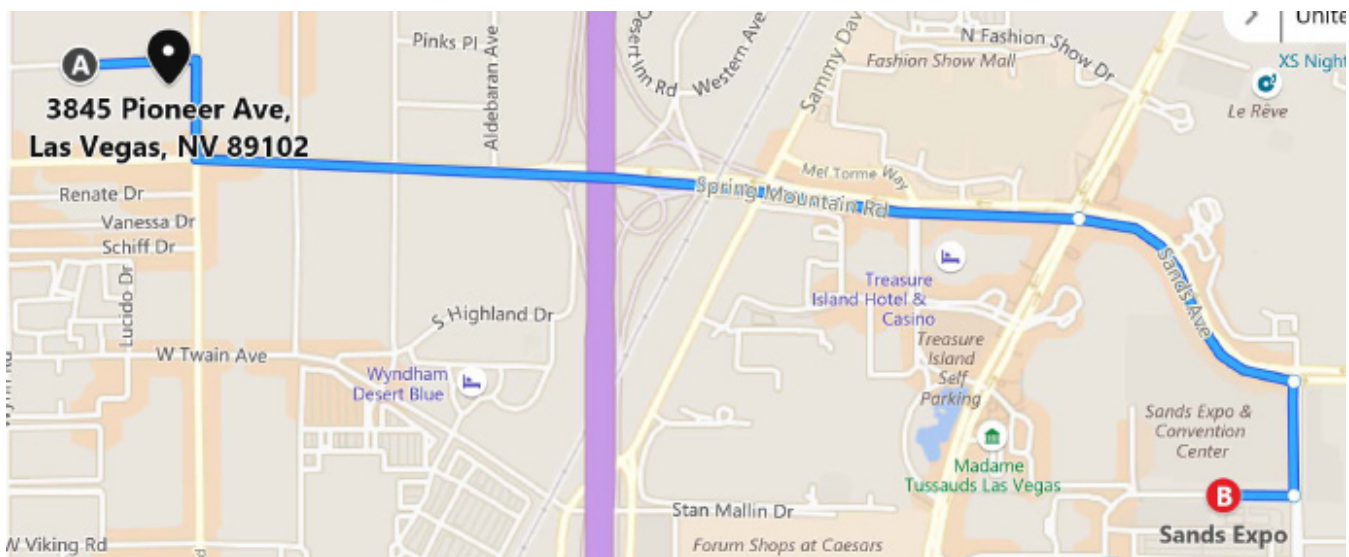 Unite
XS Night
Le Rêve
N Fashion Show Dr
Fashion Show Mall
Sammy Dav
Western Ave
Desert Inn Rd
Pinks Pl
Aldebaran Ave
A
3845 Pioneer Ave,
Las Vegas, NV 89102
Renate Dr
Vanessa Dr
Schiff Dr
Lucido Dr
Mel Torme Way
Spring Mountain Rd
Sands Ave
Treasure
Island Hotel &
Casino
Treasure
Island
Self
Parking
S Highland Dr
W Twain Ave
Wyndham
Desert Blue
Sands Expo &
Convention
Center
Madame
Tussauds Las Vegas
B
Sands Expo
Stan Mallin Dr
Forum Shops at Caesars
W Viking Rd